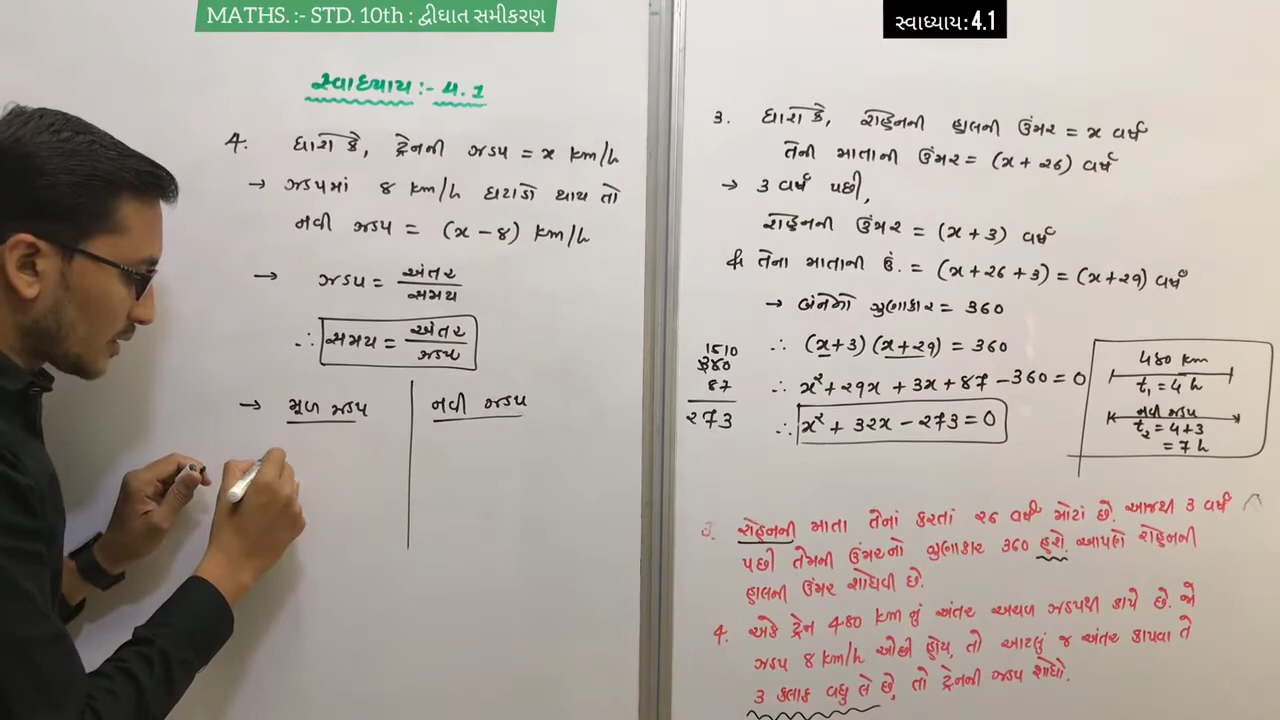 MATHS. :- STD. 10th : દ્વીઘાત સમીકરણ
સ્વાધ્યાય: 4.1
સ્વાધ્યાય :- 4.1
4. ધારો કે, ટ્રેનની ઝડપ = x km/h
→ ઝડપમાં 8 km/h ઘટાડો થાય તો
નવી ઝડપ = (x – 8) km/h
→ ઝડપ = અંતર / સમય
∴ સમય = અંતર / ઝડપ
→ મૂળ ઝડપ
નવી ઝડપ
3. ધારો કે, રોહનની હાલની ઉંમર = x વર્ષ
તેની માતાની ઉંમર = (x + 26) વર્ષ
→ 3 વર્ષ પછી,
રોહનની ઉંમર = (x + 3) વર્ષ
& તેના માતાની ઉં. = (x + 26 + 3) = (x + 29) વર્ષ
→ બંનેનો ગુણાકાર = 360
∴ (x + 3) (x + 29) = 360
∴ x² + 29x + 3x + 87 – 360 = 0
∴ x² + 32x – 273 = 0
1510
360
87
273
480 km
t₁ = 4 h
નવી ઝડપ
t₂ = 4 + 3
= 7 h
3. રોહનની માતા તેનાં કરતાં ૨૬ વર્ષ મોટાં છે. આજથી 3 વર્ષ
પછી તેમની ઉંમરનો ગુણાકાર 360 હશે. આપણે રોહનની
હાલની ઉંમર શોધવી છે.
4. એક ટ્રેન 480 km નું અંતર અચળ ઝડપથી કાપે છે. જો
ઝડપ 8 km/h ઓછી હોય, તો આટલું જ અંતર કાપવા તે
3 કલાક વધુ લે છે, તો ટ્રેનની ઝડપ શોધો.